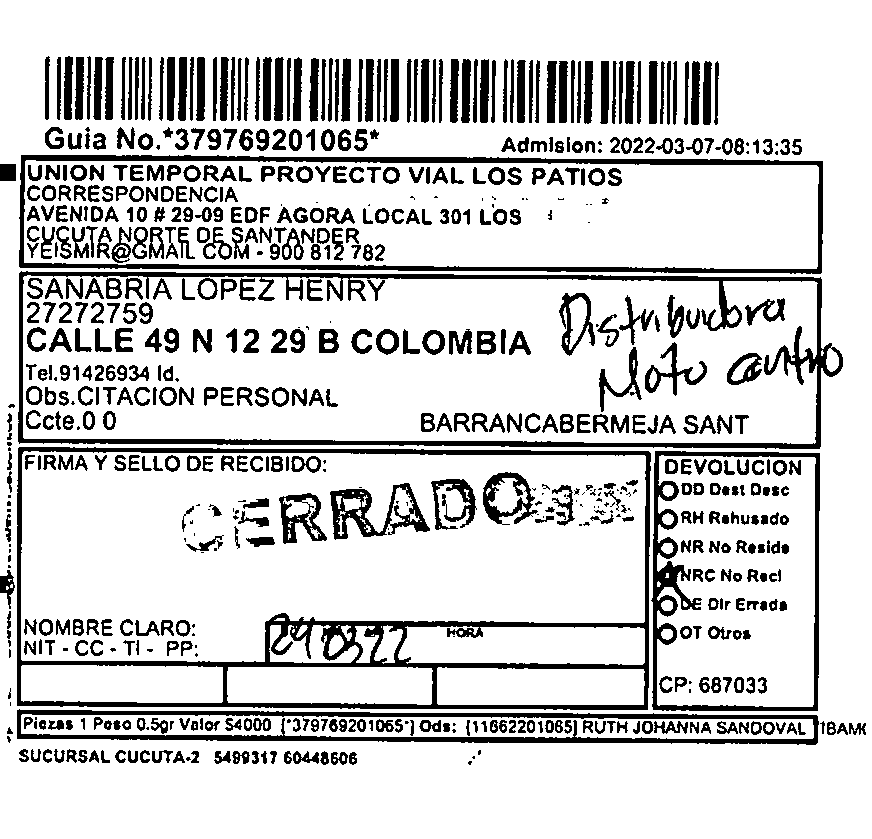 Guia No.*379769201065*
Admision: 2022-03-07-08:13:35
UNION TEMPORAL PROYECTO VIAL LOS PATIOS
CORRESPONDENCIA
AVENIDA 10 # 29-09 EDF AGORA LOCAL 301 LOS
CUCUTA NORTE DE SANTANDER
YEISMIR@GMAIL COM - 900 812 782
SANABRIA LOPEZ HENRY
27272759
CALLE 49 N 12 29 B COLOMBIA
Tel.91426934 Id.
Obs.CITACION PERSONAL
Ccte.0 0
BARRANCABERMEJA SANT
Distribuidora
Moto centro
FIRMA Y SELLO DE RECIBIDO:
CERRADO
NOMBRE CLARO:
NIT - CC - TI - PP:
240322
HORA
DEVOLUCION
DD Dest Desc
RH Rehusado
NR No Reside
NRC No Recl
DE Dir Errada
OT Otros
CP: 687033
Piezas 1 Peso 0.5gr Valor $4000 [*379769201065*] Ods: [11662201065] RUTH JOHANNA SANDOVAL
SUCURSAL CUCUTA-2 5499317 60448606